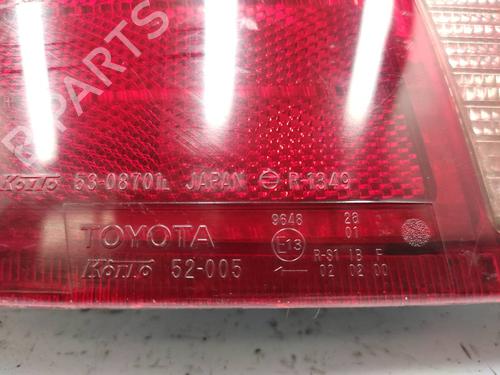 B-PARTS
Koito 53-08701L JAPAN R-1349
9648 28
01
TOYOTA E13
R-S1 1B F
Koito 52-005 ← 02 02 00